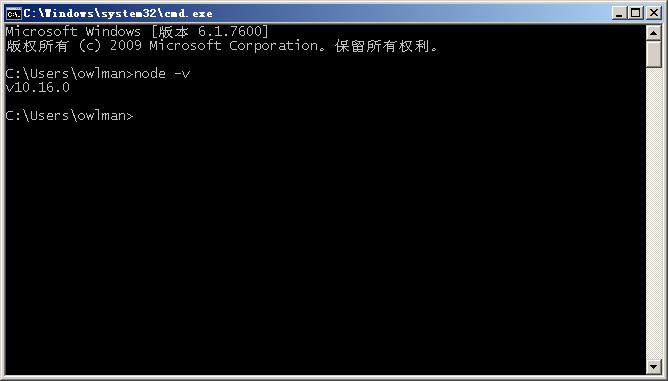 C:\Windows\system32\cmd.exe
Microsoft Windows [版本 6.1.7600]
版权所有 (c) 2009 Microsoft Corporation。保留所有权利。
C:\Users\owlman>node -v
v10.16.0
C:\Users\owlman>